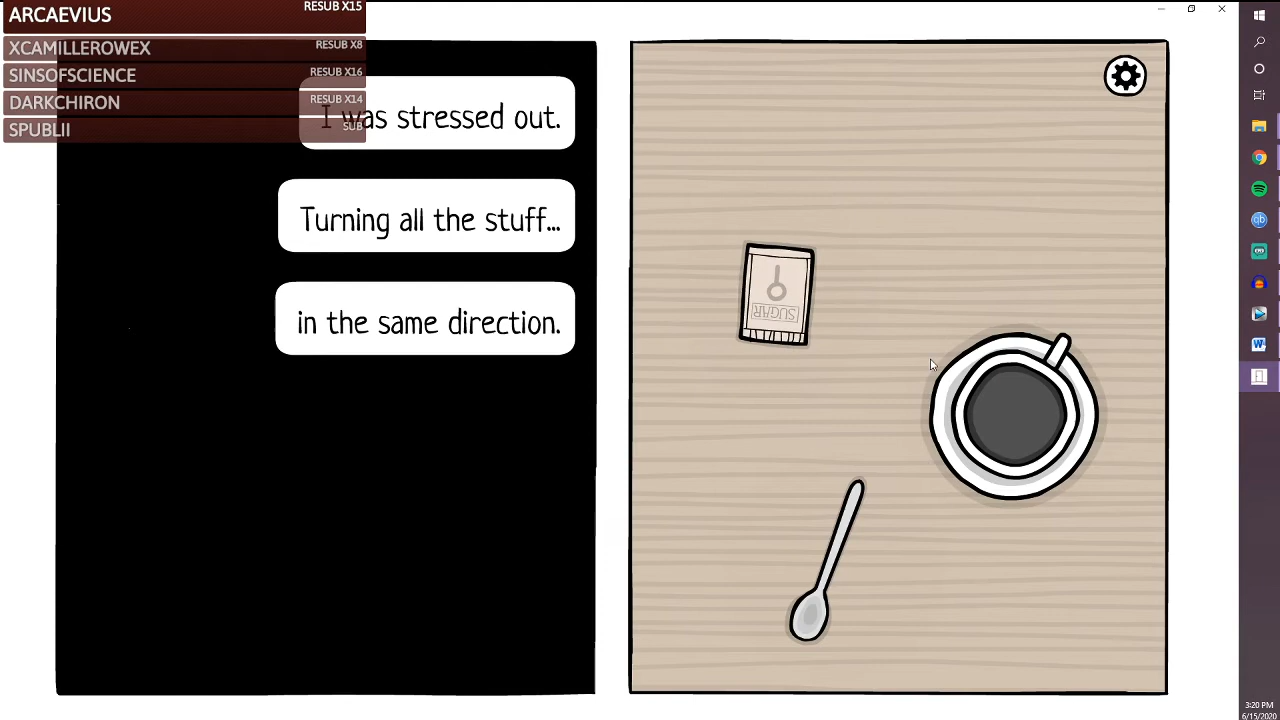 ARCAEVIUS RESUB X15
XCAMILLEROWEX RESUB X8
SINSOFSCIENCE RESUB X16
DARKCHIRON RESUB X14
SPUBLII SUB
I was stressed out.
Turning all the stuff...
in the same direction.
SUGAR
qb
W
3:20 PM
6/15/2020